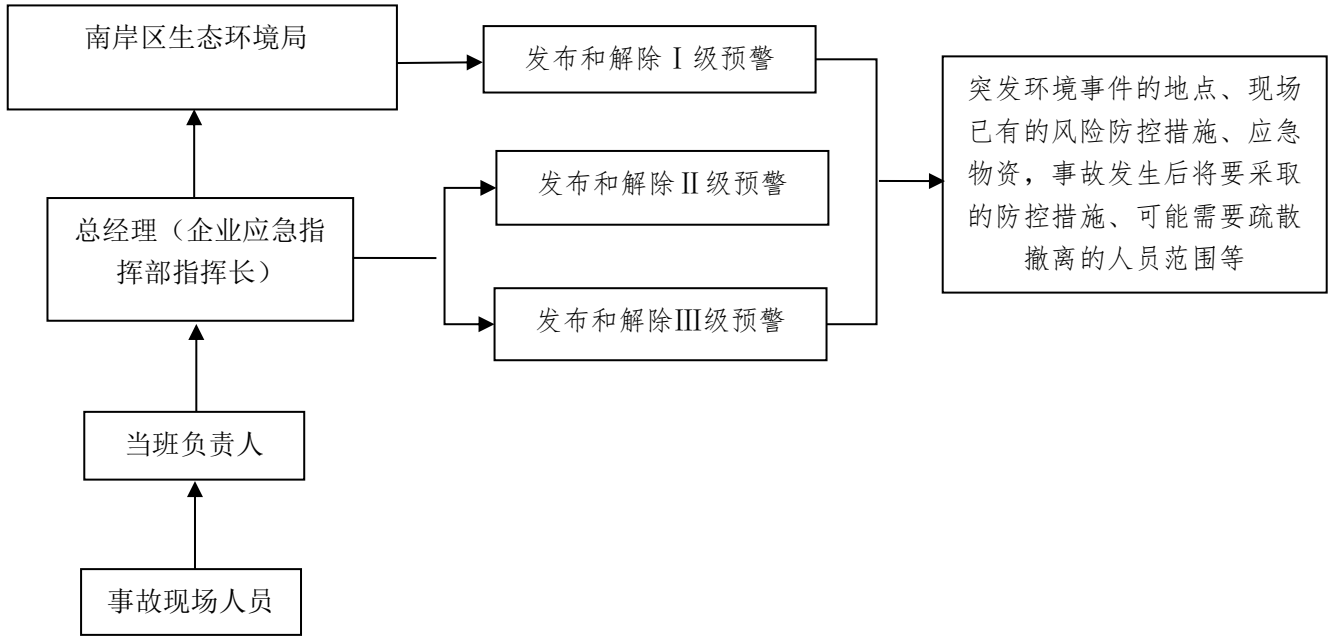 南岸区生态环境局
发布和解除Ⅰ级预警
突发环境事件的地点、现场
已有的风险防控措施、应急
物资，事故发生后将要采取
的防控措施、可能需要疏散
撤离的人员范围等
发布和解除Ⅱ级预警
总经理（企业应急指
挥部指挥长）
发布和解除Ⅲ级预警
当班负责人
事故现场人员